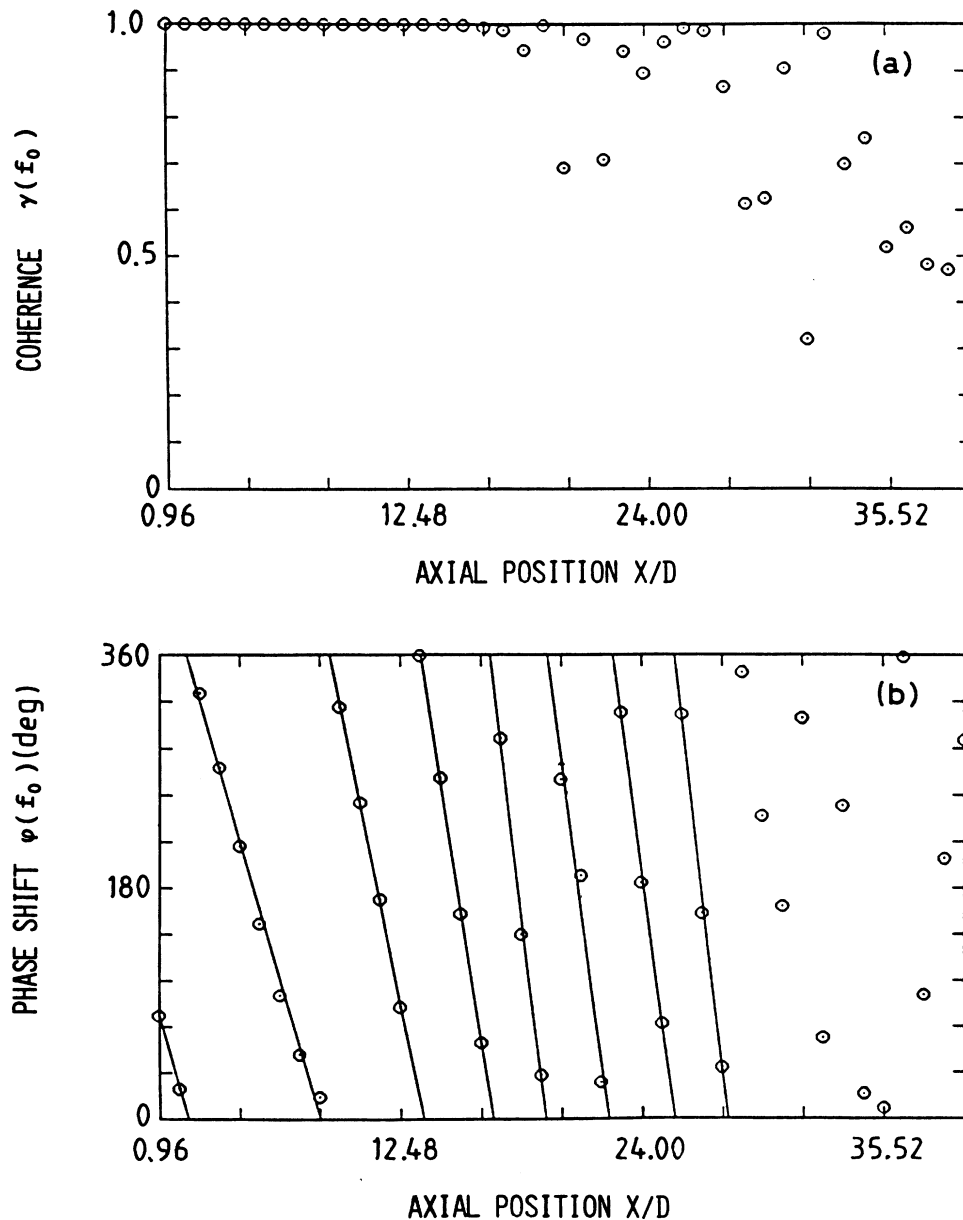 1.0
(a)
COHERENCE γ(f₀)
0.5
0
0.96 12.48 24.00 35.52
AXIAL POSITION X/D
360
(b)
PHASE SHIFT φ(f₀)(deg)
180
0
0.96 12.48 24.00 35.52
AXIAL POSITION X/D